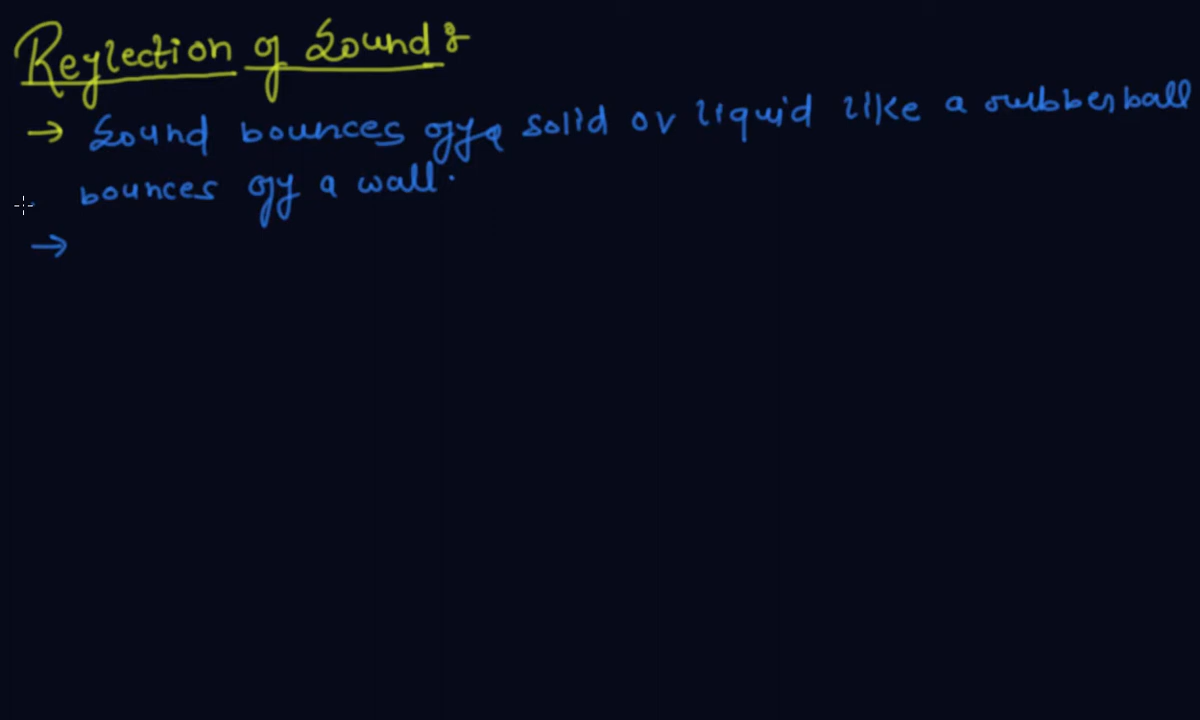 Reflection of Sound :
→ Sound bounces off a solid or liquid like a rubber ball
bounces off a wall.
→